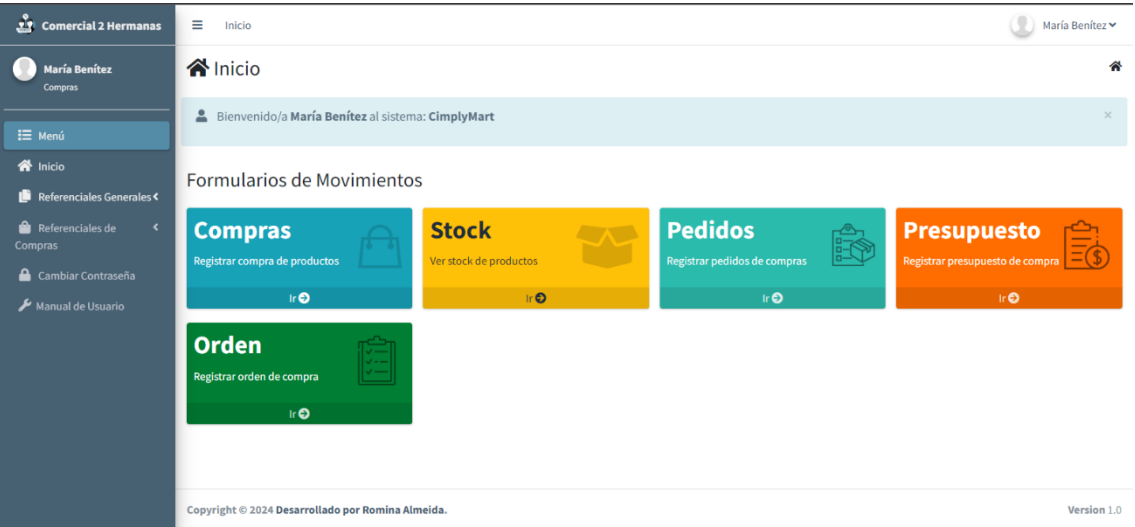 Comercial 2 Hermanas
Inicio
María Benítez
María Benítez
Compras
Menú
Inicio
Referenciales Generales
Referenciales de
Compras
Cambiar Contraseña
Manual de Usuario
Inicio
Bienvenido/a María Benítez al sistema: CimplyMart
×
Formularios de Movimientos
Compras
Registrar compra de productos
Ir
Stock
Ver stock de productos
Ir
Pedidos
Registrar pedidos de compras
Ir
Presupuesto
Registrar presupuesto de compra
Ir
Orden
Registrar orden de compra
Ir
Copyright © 2024 Desarrollado por Romina Almeida.
Version 1.0